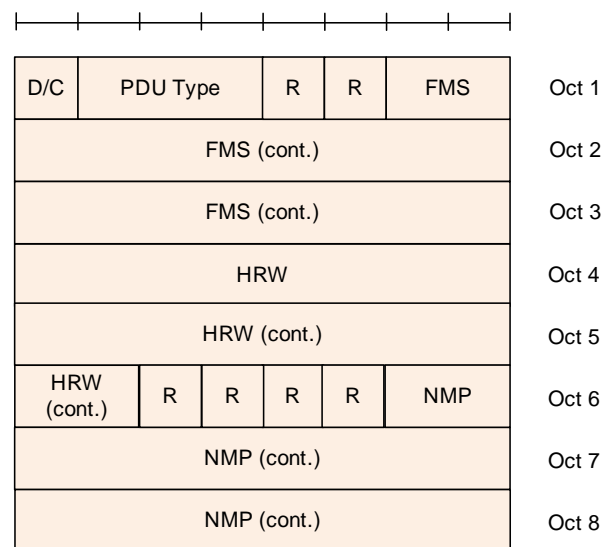 D/C PDU Type R R FMS Oct 1
FMS (cont.) Oct 2
FMS (cont.) Oct 3
HRW Oct 4
HRW (cont.) Oct 5
HRW (cont.) R R R R NMP Oct 6
NMP (cont.) Oct 7
NMP (cont.) Oct 8